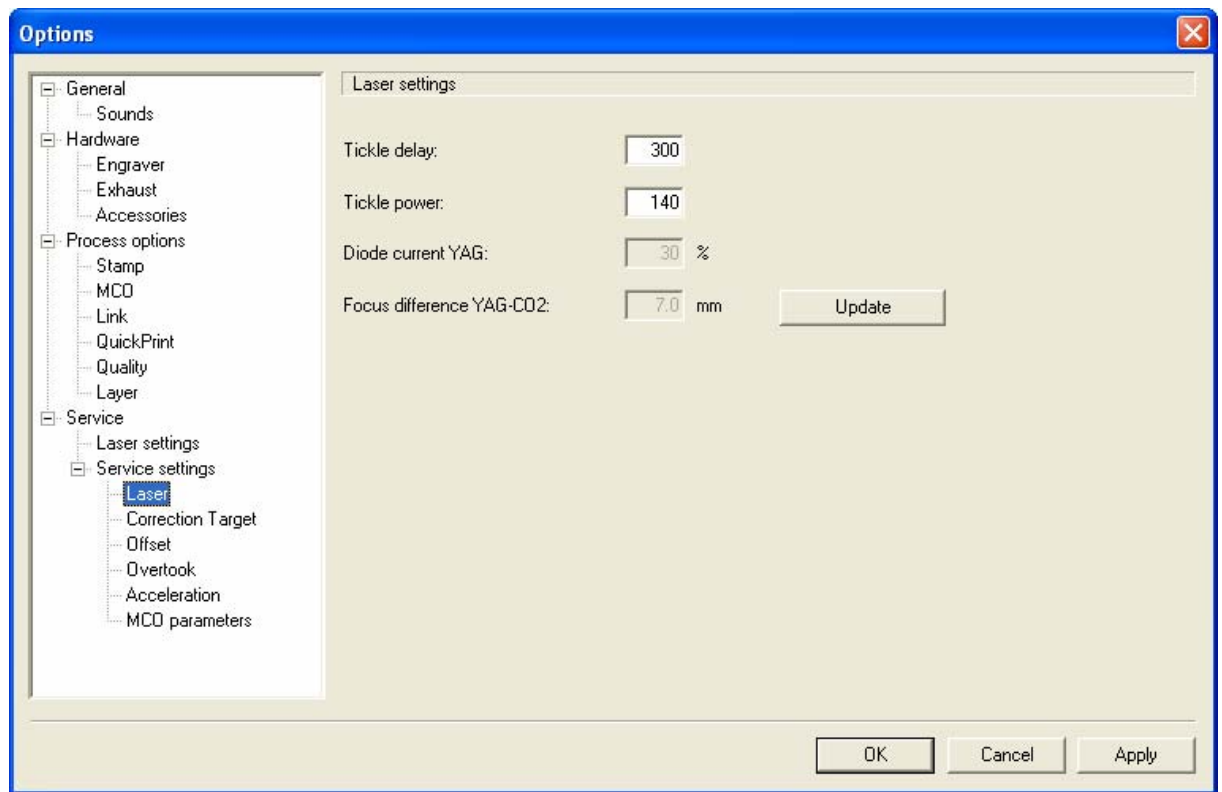 Options
General
Sounds
Hardware
Engraver
Exhaust
Accessories
Process options
Stamp
MCO
Link
QuickPrint
Quality
Layer
Service
Laser settings
Service settings
Laser
Correction Target
Offset
Overtook
Acceleration
MCO parameters
Laser settings
Tickle delay: 300
Tickle power: 140
Diode current YAG: 30 %
Focus difference YAG-CO2: 7.0 mm Update
OK Cancel Apply